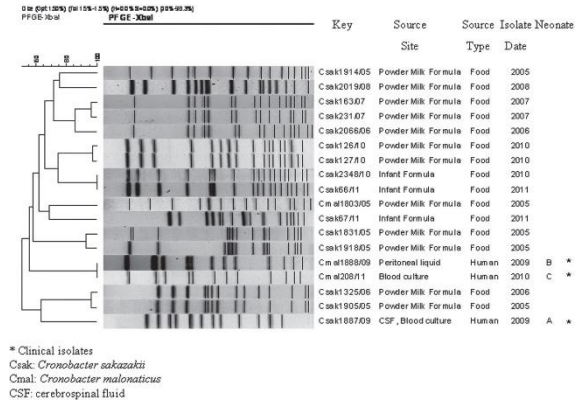 PFGE-XbaI PFGE-XbaI
Key Source Site Source Type Isolate Date Neonate
Csak1914/05 Powder Milk Formula Food 2005
Csak2019/08 Powder Milk Formula Food 2008
Csak163/07 Powder Milk Formula Food 2007
Csak231/07 Powder Milk Formula Food 2007
Csak2066/06 Powder Milk Formula Food 2006
Csak126/10 Powder Milk Formula Food 2010
Csak127/10 Powder Milk Formula Food 2010
Csak2348/10 Infant Formula Food 2010
Csak66/11 Infant Formula Food 2011
Cmal1803/05 Powder Milk Formula Food 2005
Csak67/11 Infant Formula Food 2011
Csak1831/05 Powder Milk Formula Food 2005
Csak1918/05 Powder Milk Formula Food 2005
Cmal1888/09 Peritoneal liquid Human 2009 B *
Cmal208/11 Blood culture Human 2010 C *
Csak1325/06 Powder Milk Formula Food 2006
Csak1905/05 Powder Milk Formula Food 2005
Csak1887/09 CSF, Blood culture Human 2009 A *
* Clinical isolates
Csak: Cronobacter sakazakii
Cmal: Cronobacter malonaticus
CSF: cerebrospinal fluid